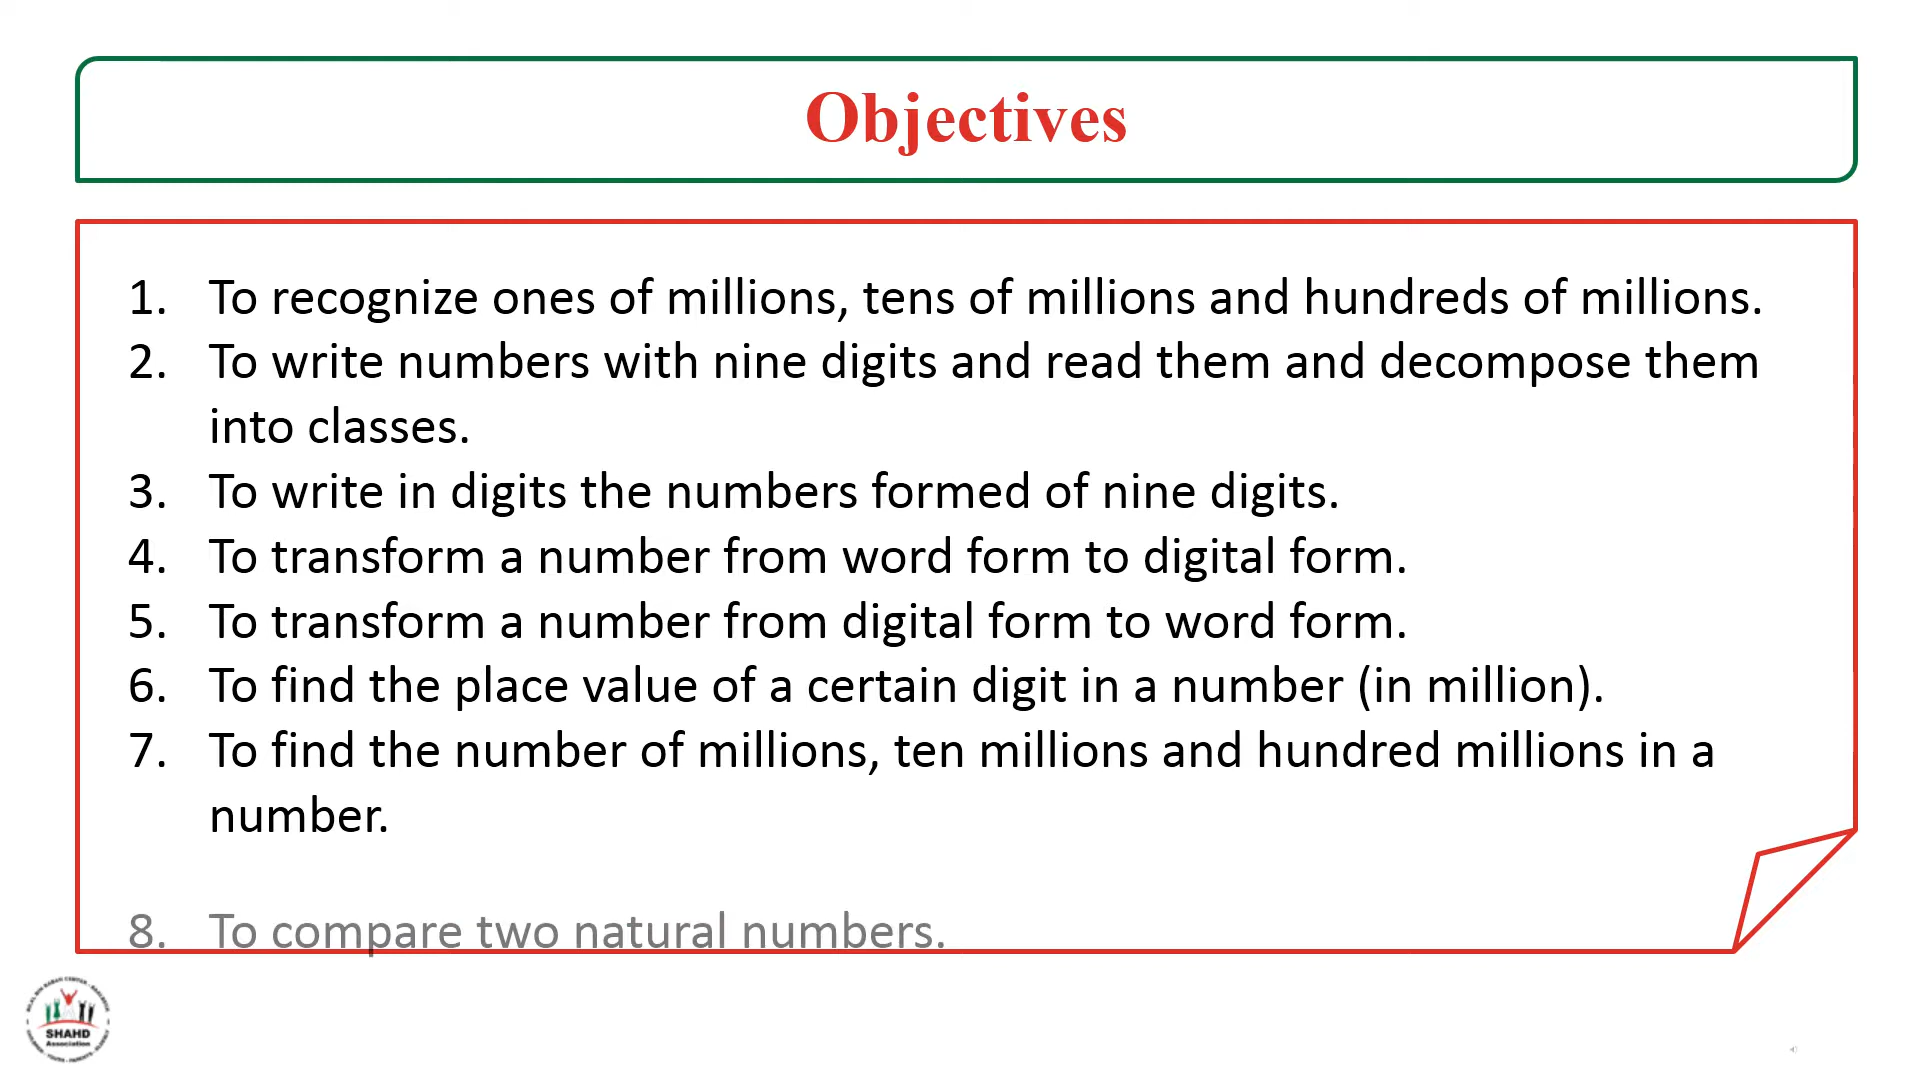 Objectives
1. To recognize ones of millions, tens of millions and hundreds of millions.
2. To write numbers with nine digits and read them and decompose them
into classes.
3. To write in digits the numbers formed of nine digits.
4. To transform a number from word form to digital form.
5. To transform a number from digital form to word form.
6. To find the place value of a certain digit in a number (in million).
7. To find the number of millions, ten millions and hundred millions in a
number.
8. To compare two natural numbers.
SHAHD
Association